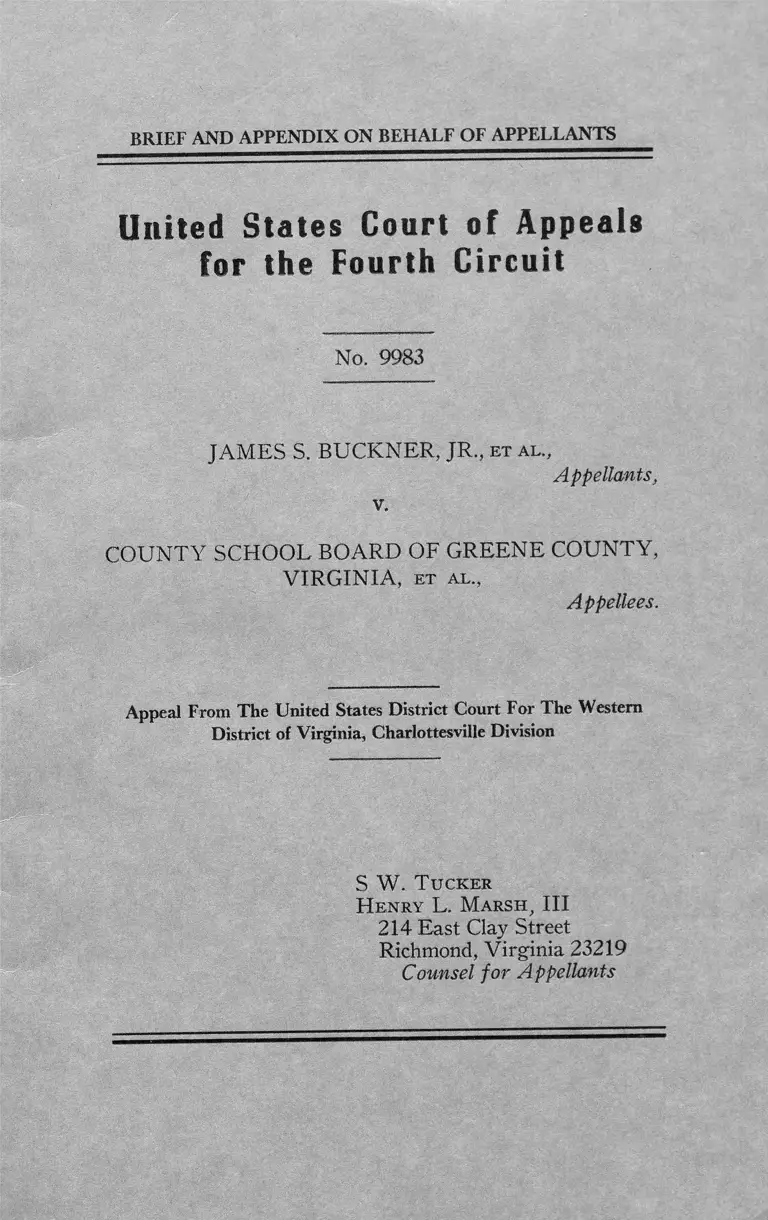 BRIEF AND APPENDIX ON BEHALF OF APPELLANTS
United States Court of Appeals
for the Fourth Circuit
No. 9983
JAMES S. BUCKNER, JR., ET AL.,
Appellants,
v.
COUNTY SCHOOL BOARD OF GREENE COUNTY,
VIRGINIA, ET AL.,
Appellees.
Appeal From The United States District Court For The Western
District of Virginia, Charlottesville Division
S W. TUCKER
HENRY L. MARSH, III
214 East Clay Street
Richmond, Virginia 23219
Counsel for Appellants